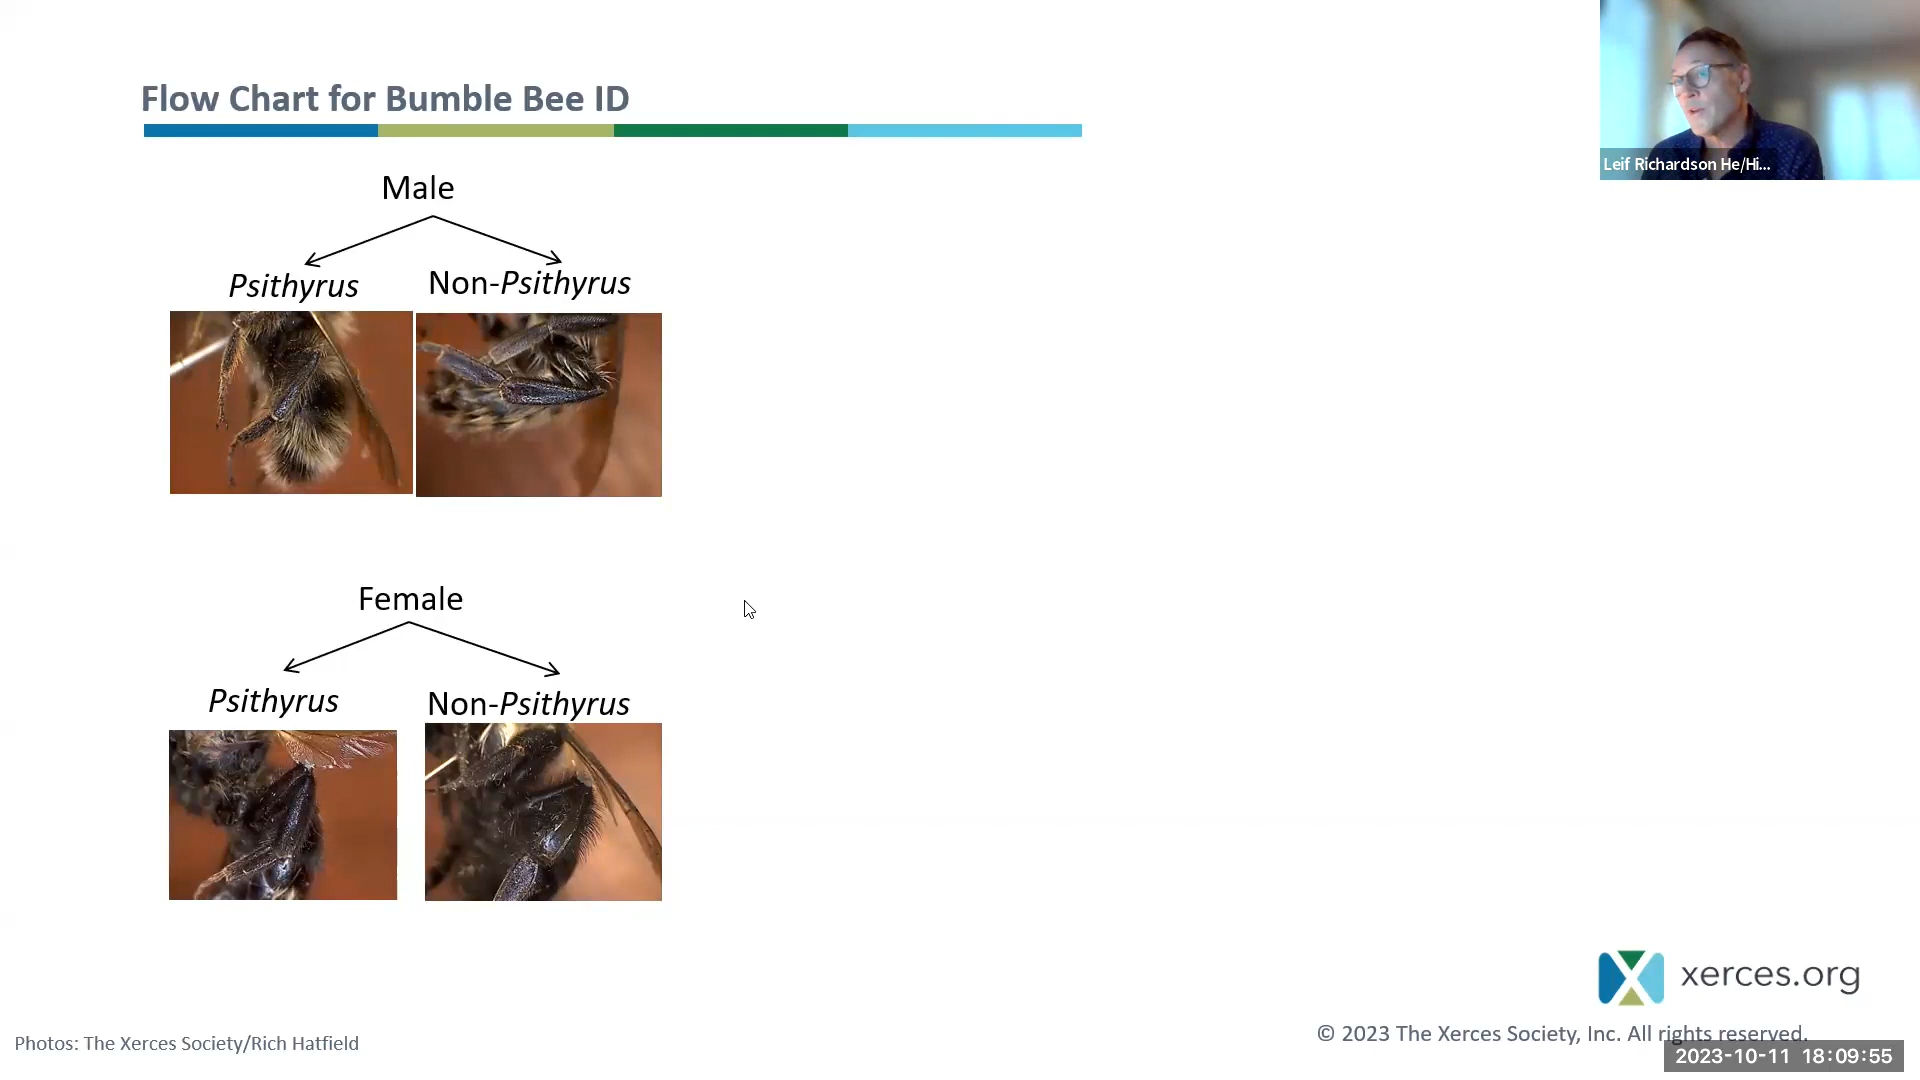 Flow Chart for Bumble Bee ID
Leif Richardson He/Hi...
Male
Psithyrus
Non-Psithyrus
Female
Psithyrus
Non-Psithyrus
xerces.org
Photos: The Xerces Society/Rich Hatfield
© 2023 The Xerces Society, Inc. All rights reserved.
2023-10-11 18:09:55